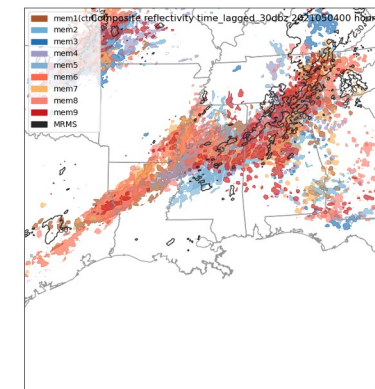 Composite reflectivity time_lagged_30dbz 2021050400 hour
mem1(ctrl)
mem2
mem3
mem4
mem5
mem6
mem7
mem8
mem9
MRMS